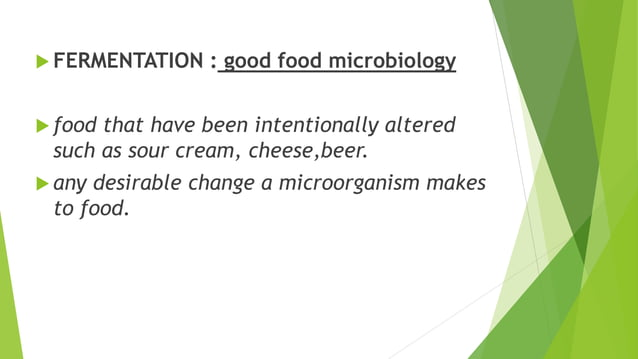 FERMENTATION : good food microbiology
food that have been intentionally altered
such as sour cream, cheese,beer.
any desirable change a microorganism makes
to food.